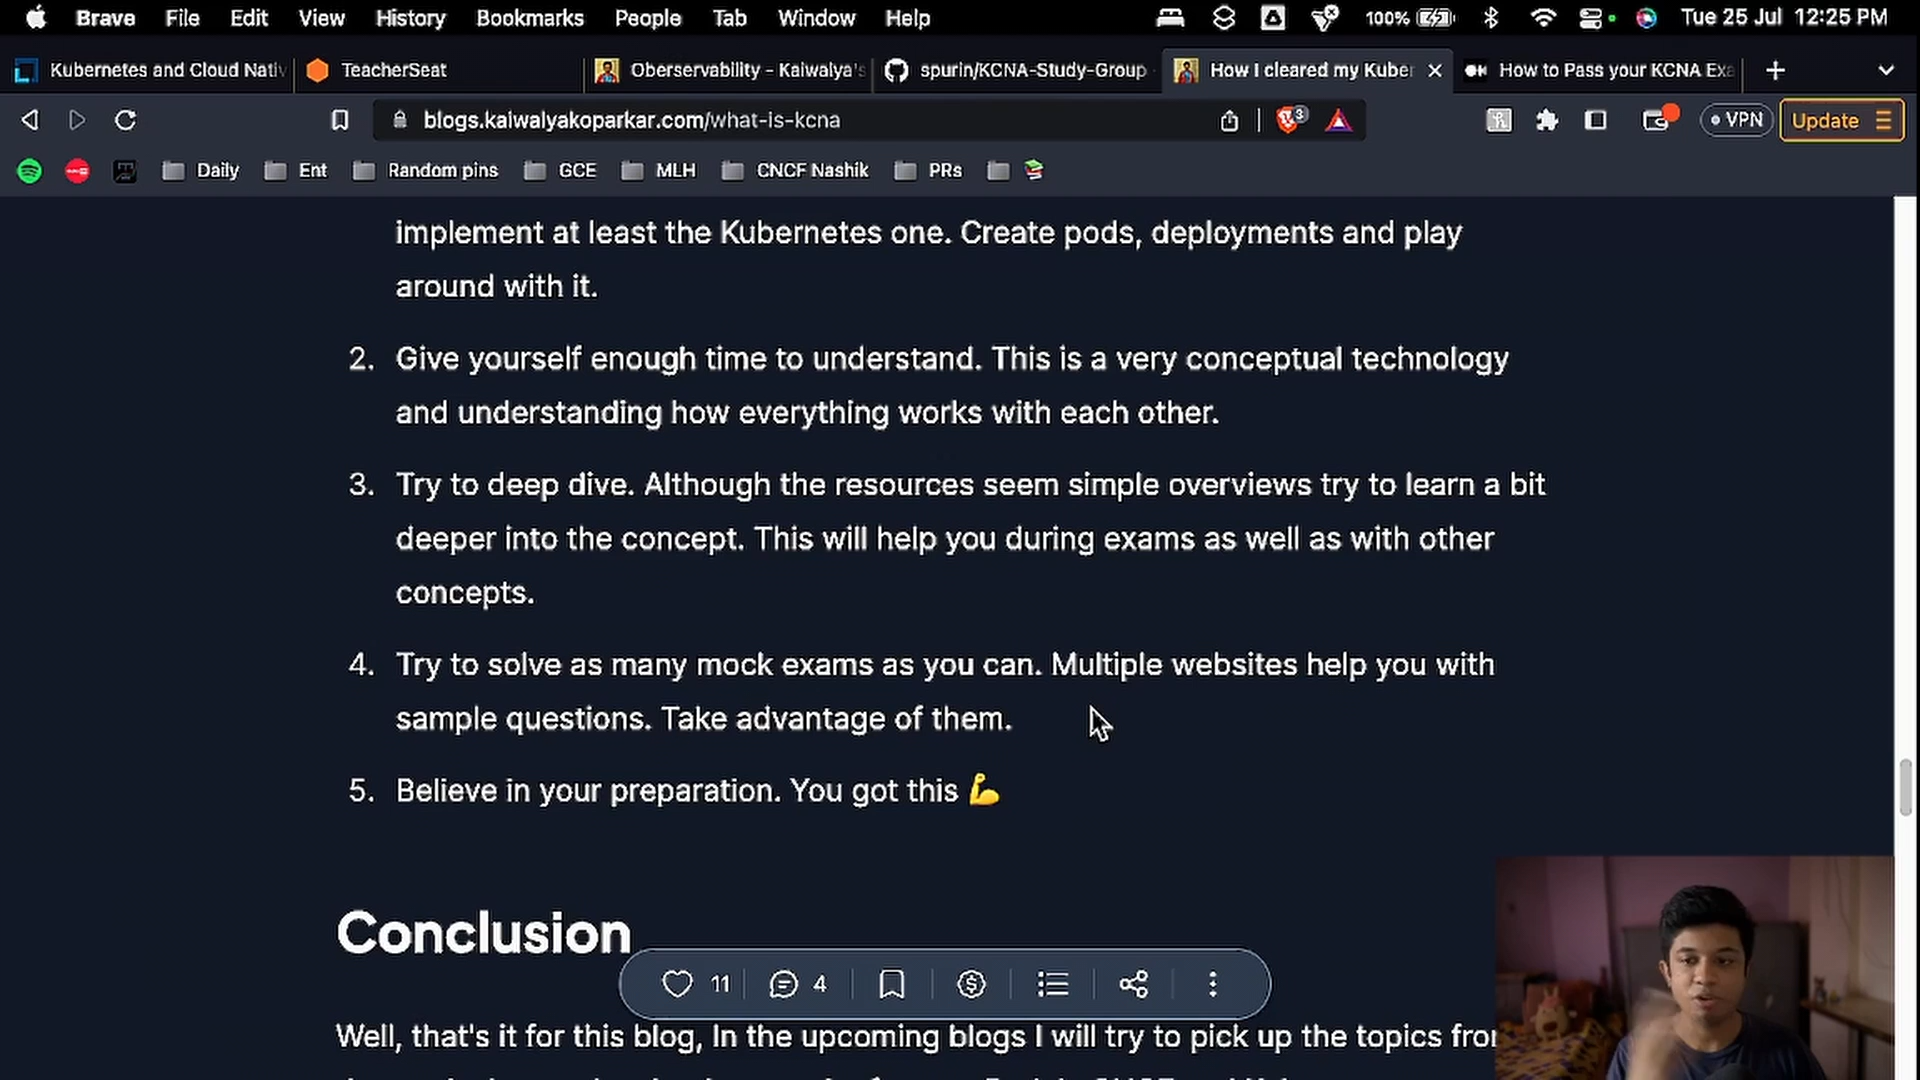 Brave File Edit View History Bookmarks People Tab Window Help 100% Tue 25 Jul 12:25 PM
Kubernetes and Cloud Nativ TeacherSeat Oberservability - Kaiwalya's spurin/KCNA-Study-Group How I cleared my Kuber How to Pass your KCNA Exa
blogs.kaiwalyakoparkar.com/what-is-kcna 3 VPN Update
Daily Ent Random pins GCE MLH CNCF Nashik PRs
implement at least the Kubernetes one. Create pods, deployments and play
around with it.
2. Give yourself enough time to understand. This is a very conceptual technology
and understanding how everything works with each other.
3. Try to deep dive. Although the resources seem simple overviews try to learn a bit
deeper into the concept. This will help you during exams as well as with other
concepts.
4. Try to solve as many mock exams as you can. Multiple websites help you with
sample questions. Take advantage of them.
5. Believe in your preparation. You got this 💪
Conclusion
11 4
Well, that's it for this blog, In the upcoming blogs I will try to pick up the topics from